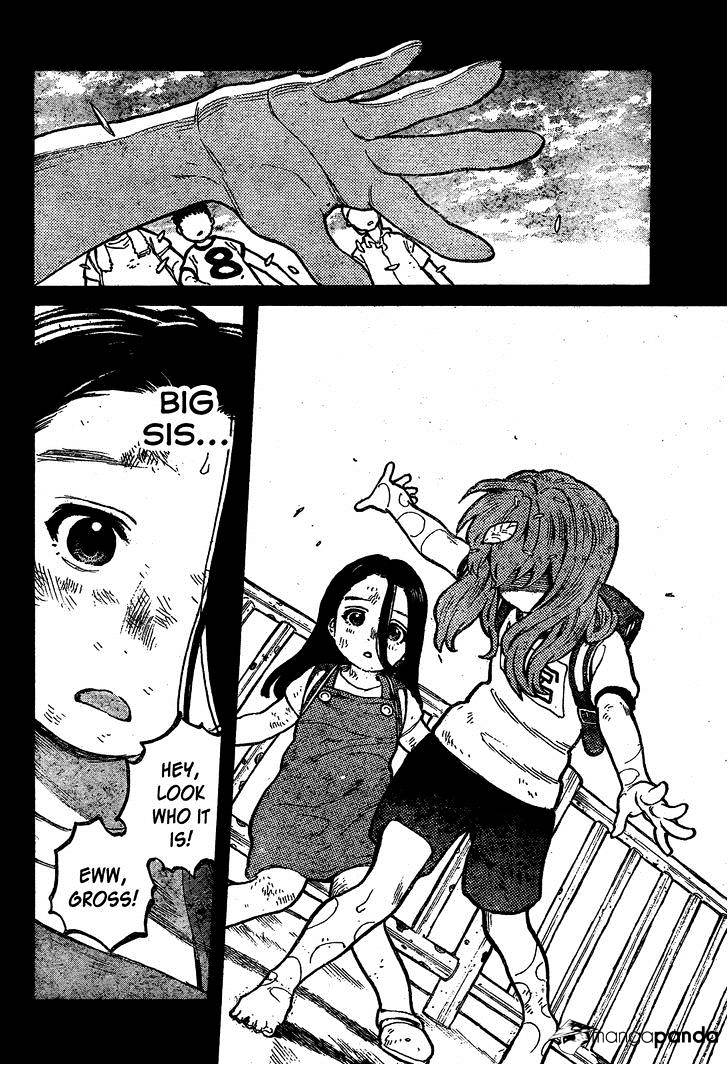 8
BIG
SIS...
E
HEY,
LOOK
WHO IT
IS!
EWW,
GROSS!
mangapanda